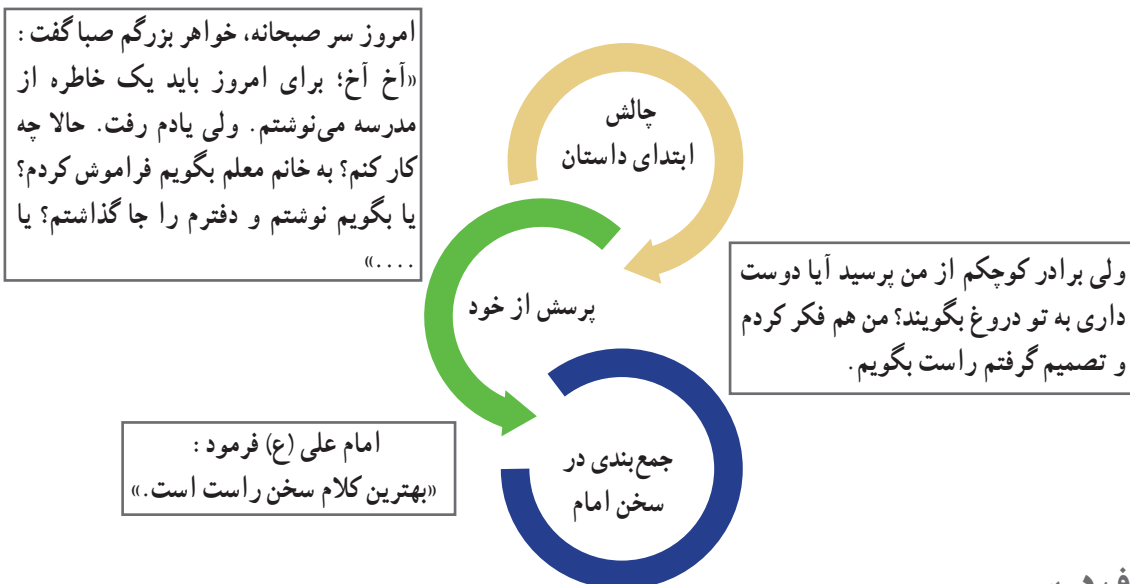 امروز سر صبحانه، خواهر بزرگم صبا گفت :
«آخ آخ؛ برای امروز باید یک خاطره از
مدرسه می‌نوشتم. ولی یادم رفت. حالا چه
کار کنم؟ به خانم معلم بگویم فراموش کردم؟
یا بگویم نوشتم و دفترم را جا گذاشتم؟ یا
....»
چالش
ابتدای داستان
پرسش از خود
ولی برادر کوچکم از من پرسید آیا دوست
داری به تو دروغ بگویند؟ من هم فکر کردم
و تصمیم گرفتم راست بگویم.
جمع‌بندی در
سخن امام
امام علی (ع) فرمود :
«بهترین کلام سخن راست است.»